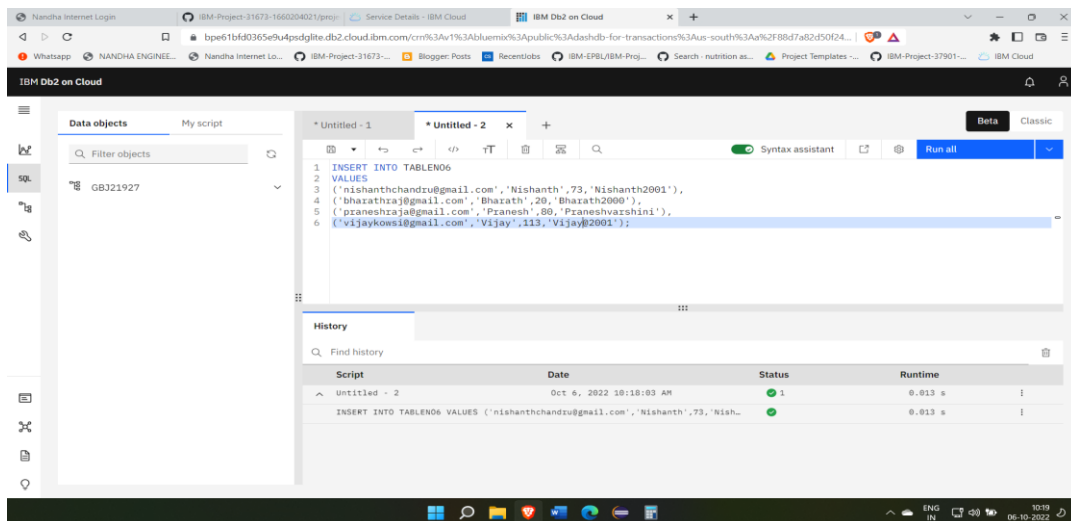 Nandha Internet Login IBM-Project-31673-1660204021/proje Service Details - IBM Cloud IBM Db2 on Cloud
bpe61bfd0365e9u4psdglite.db2.cloud.ibm.com/crn%3Av1%3Abluemix%3Apublic%3Adashdb-for-transactions%3Aus-south%3Aa%2F88d7a82d50f24...
Whatsapp NANDHA ENGINEE... Nandha Internet Lo... IBM-Project-31673-... Blogger: Posts RecentJobs IBM-EPBL/IBM-Proj... Search - nutrition as... Project Templates -... IBM-Project-37901-... IBM Cloud
IBM Db2 on Cloud
Data objects My script
* Untitled - 1 * Untitled - 2 × +
Beta Classic
Filter objects
Syntax assistant Run all
SQL
GBJ21927
1 INSERT INTO TABLENO6
2 VALUES
3 ('nishanthchandzu@gmail.com','Nishanth',73,'Nishanth2001'),
4 ('bharathraj@gmail.com','Bharath',20,'Bharath2000'),
5 ('praneshraja@gmail.com','Pranesh',80,'Praneshvarshini'),
6 ('vijaykowsi@gmail.com','Vijay',113,'Vijay@2001');
History
Find history
Script Date Status Runtime
Untitled - 2 Oct 6, 2022 10:18:03 AM 1 0.013 s
INSERT INTO TABLENO6 VALUES ('nishanthchandzu@gmail.com','Nishanth',73,'Nish... 0.013 s
ENG
IN
10:19
06-10-2022